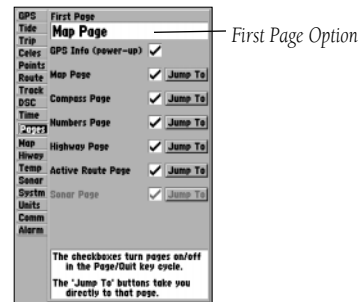 GPS
Tide
Trip
Celes
Points
Route
Track
DSC
Time
Pages
Map
Hiway
Temp
Sonar
Systm
Units
Comm
Alarm
First Page
Map Page
GPS Info (power-up)
Map Page Jump To
Compass Page Jump To
Numbers Page Jump To
Highway Page Jump To
Active Route Page Jump To
Sonar Page Jump To
The checkboxes turn pages on/off
in the Page/Quit key cycle.
The 'Jump To' buttons take you
directly to that page.
First Page Option